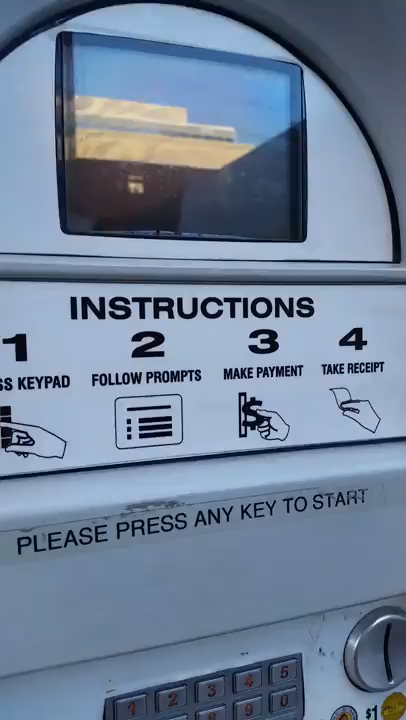 INSTRUCTIONS
1 2 3 4
SS KEYPAD FOLLOW PROMPTS MAKE PAYMENT TAKE RECEIPT
$
PLEASE PRESS ANY KEY TO START
1 2 3 4 5
8 9 0
$1